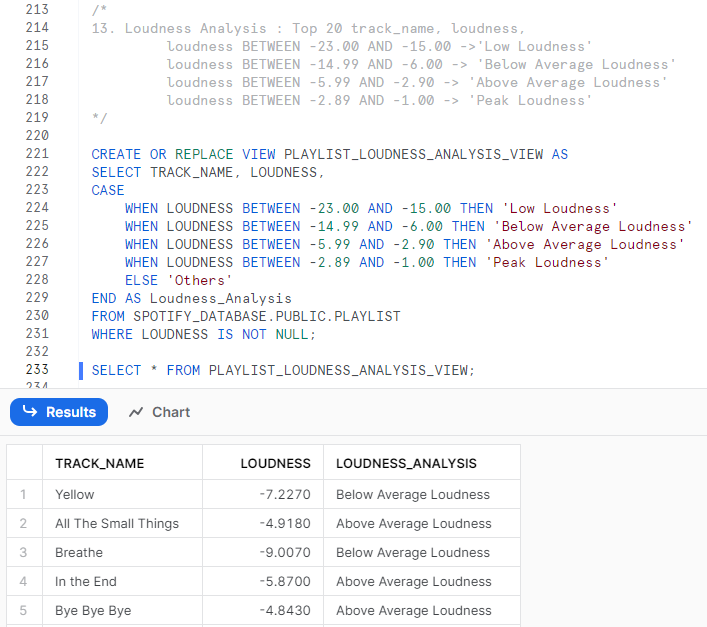 213 /*
214 13. Loudness Analysis : Top 20 track_name, loudness,
215 loudness BETWEEN -23.00 AND -15.00 ->'Low Loudness'
216 loudness BETWEEN -14.99 AND -6.00 -> 'Below Average Loudness'
217 loudness BETWEEN -5.99 AND -2.90 -> 'Above Average Loudness'
218 loudness BETWEEN -2.89 AND -1.00 -> 'Peak Loudness'
219 */
220
221 CREATE OR REPLACE VIEW PLAYLIST_LOUDNESS_ANALYSIS_VIEW AS
222 SELECT TRACK_NAME, LOUDNESS,
223 CASE
224 WHEN LOUDNESS BETWEEN -23.00 AND -15.00 THEN 'Low Loudness'
225 WHEN LOUDNESS BETWEEN -14.99 AND -6.00 THEN 'Below Average Loudness'
226 WHEN LOUDNESS BETWEEN -5.99 AND -2.90 THEN 'Above Average Loudness'
227 WHEN LOUDNESS BETWEEN -2.89 AND -1.00 THEN 'Peak Loudness'
228 ELSE 'Others'
229 END AS Loudness_Analysis
230 FROM SPOTIFY_DATABASE.PUBLIC.PLAYLIST
231 WHERE LOUDNESS IS NOT NULL;
232
233 SELECT * FROM PLAYLIST_LOUDNESS_ANALYSIS_VIEW;
234
Results Chart
TRACK_NAME LOUDNESS LOUDNESS_ANALYSIS
1 Yellow -7.2270 Below Average Loudness
2 All The Small Things -4.9180 Above Average Loudness
3 Breathe -9.0070 Below Average Loudness
4 In the End -5.8700 Above Average Loudness
5 Bye Bye Bye -4.8430 Above Average Loudness